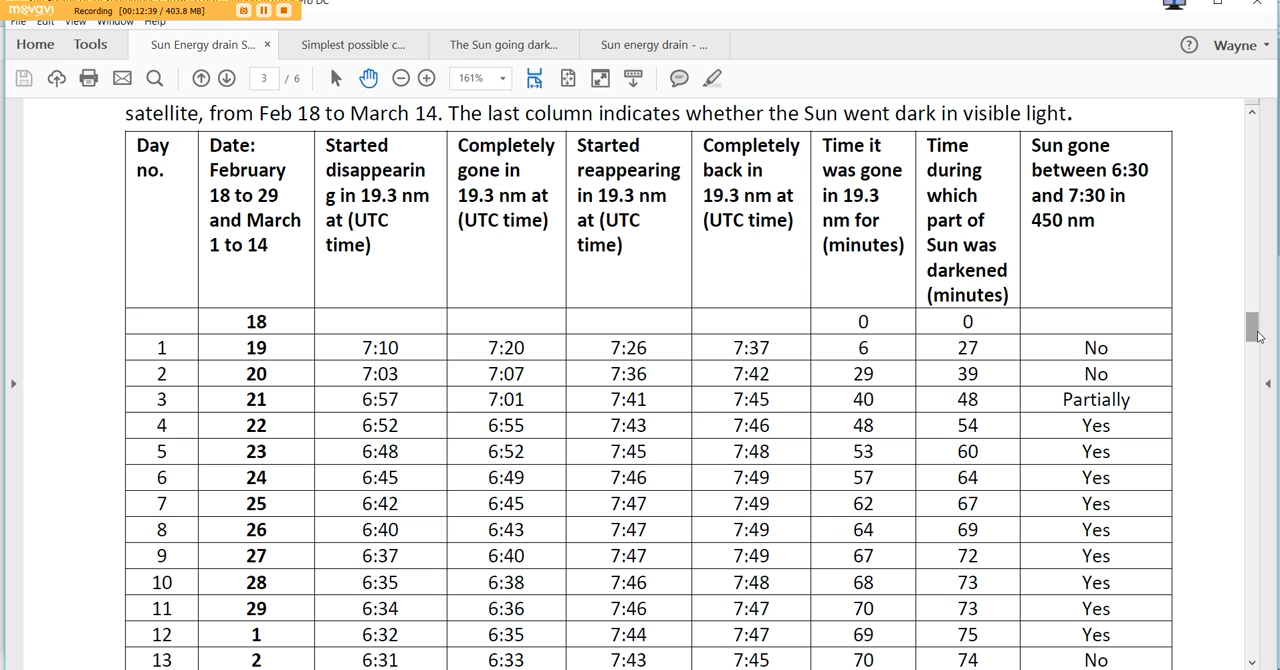 movavi Recording [00:12:39 / 403.8 MB]
File Edit View Window Help
Home Tools Sun Energy drain S... × Simplest possible c... The Sun going dark... Sun energy drain - ... Wayne
3 / 6 161%
satellite, from Feb 18 to March 14. The last column indicates whether the Sun went dark in visible light.
Day no. Date: February 18 to 29 and March 1 to 14 Started disappearin g in 19.3 nm at (UTC time) Completely gone in 19.3 nm at (UTC time) Started reappearing in 19.3 nm at (UTC time) Completely back in 19.3 nm at (UTC time) Time it was gone in 19.3 nm for (minutes) Time during which part of Sun was darkened (minutes) Sun gone between 6:30 and 7:30 in 450 nm
18 0 0
1 19 7:10 7:20 7:26 7:37 6 27 No
2 20 7:03 7:07 7:36 7:42 29 39 No
3 21 6:57 7:01 7:41 7:45 40 48 Partially
4 22 6:52 6:55 7:43 7:46 48 54 Yes
5 23 6:48 6:52 7:45 7:48 53 60 Yes
6 24 6:45 6:49 7:46 7:49 57 64 Yes
7 25 6:42 6:45 7:47 7:49 62 67 Yes
8 26 6:40 6:43 7:47 7:49 64 69 Yes
9 27 6:37 6:40 7:47 7:49 67 72 Yes
10 28 6:35 6:38 7:46 7:48 68 73 Yes
11 29 6:34 6:36 7:46 7:47 70 73 Yes
12 1 6:32 6:35 7:44 7:47 69 75 Yes
13 2 6:31 6:33 7:43 7:45 70 74 No